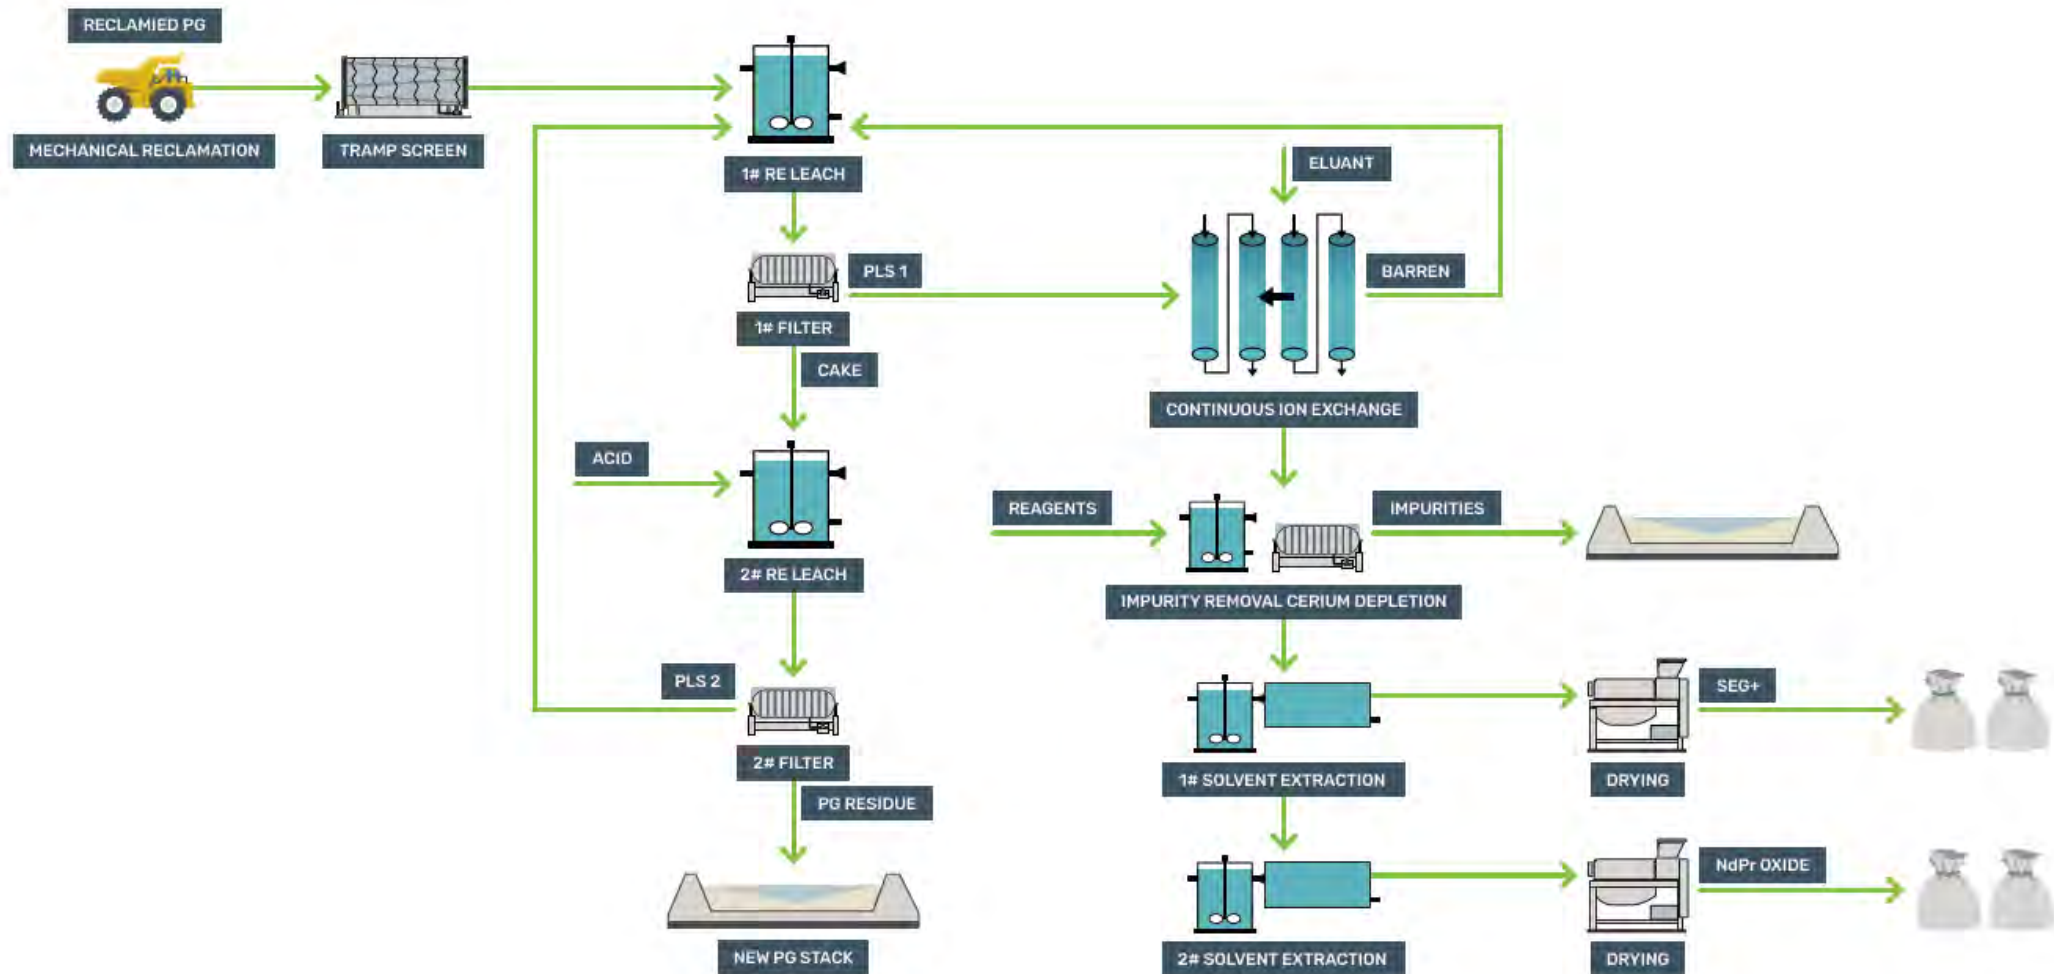 RECLAMIED PG
MECHANICAL RECLAMATION
TRAMP SCREEN
1# RE LEACH
ELUANT
PLS 1
BARREN
1# FILTER
CAKE
CONTINUOUS ION EXCHANGE
ACID
REAGENTS
IMPURITIES
2# RE LEACH
IMPURITY REMOVAL CERIUM DEPLETION
PLS 2
SEG+
2# FILTER
1# SOLVENT EXTRACTION
DRYING
PG RESIDUE
NdPr OXIDE
NEW PG STACK
2# SOLVENT EXTRACTION
DRYING